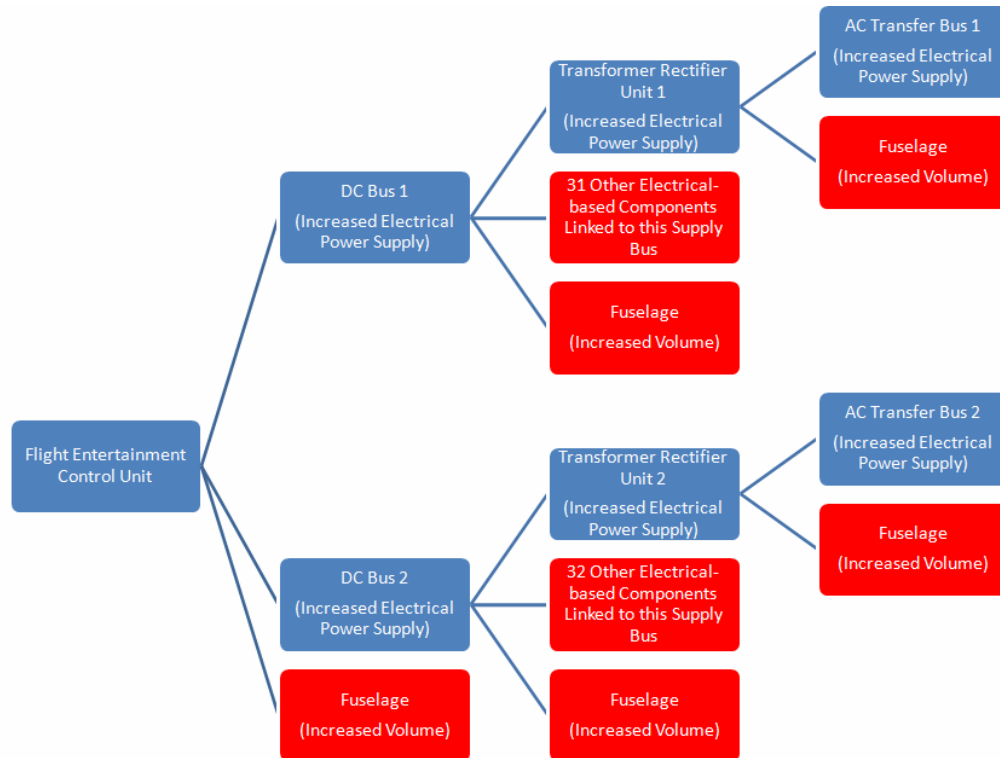 Flight Entertainment
Control Unit
DC Bus 1
(Increased Electrical
Power Supply)
Transformer Rectifier
Unit 1
(Increased Electrical
Power Supply)
AC Transfer Bus 1
(Increased Electrical
Power Supply)
Fuselage
(Increased Volume)
31 Other Electrical-
based Components
Linked to this Supply
Bus
Fuselage
(Increased Volume)
DC Bus 2
(Increased Electrical
Power Supply)
Transformer Rectifier
Unit 2
(Increased Electrical
Power Supply)
AC Transfer Bus 2
(Increased Electrical
Power Supply)
Fuselage
(Increased Volume)
32 Other Electrical-
based Components
Linked to this Supply
Bus
Fuselage
(Increased Volume)
Fuselage
(Increased Volume)